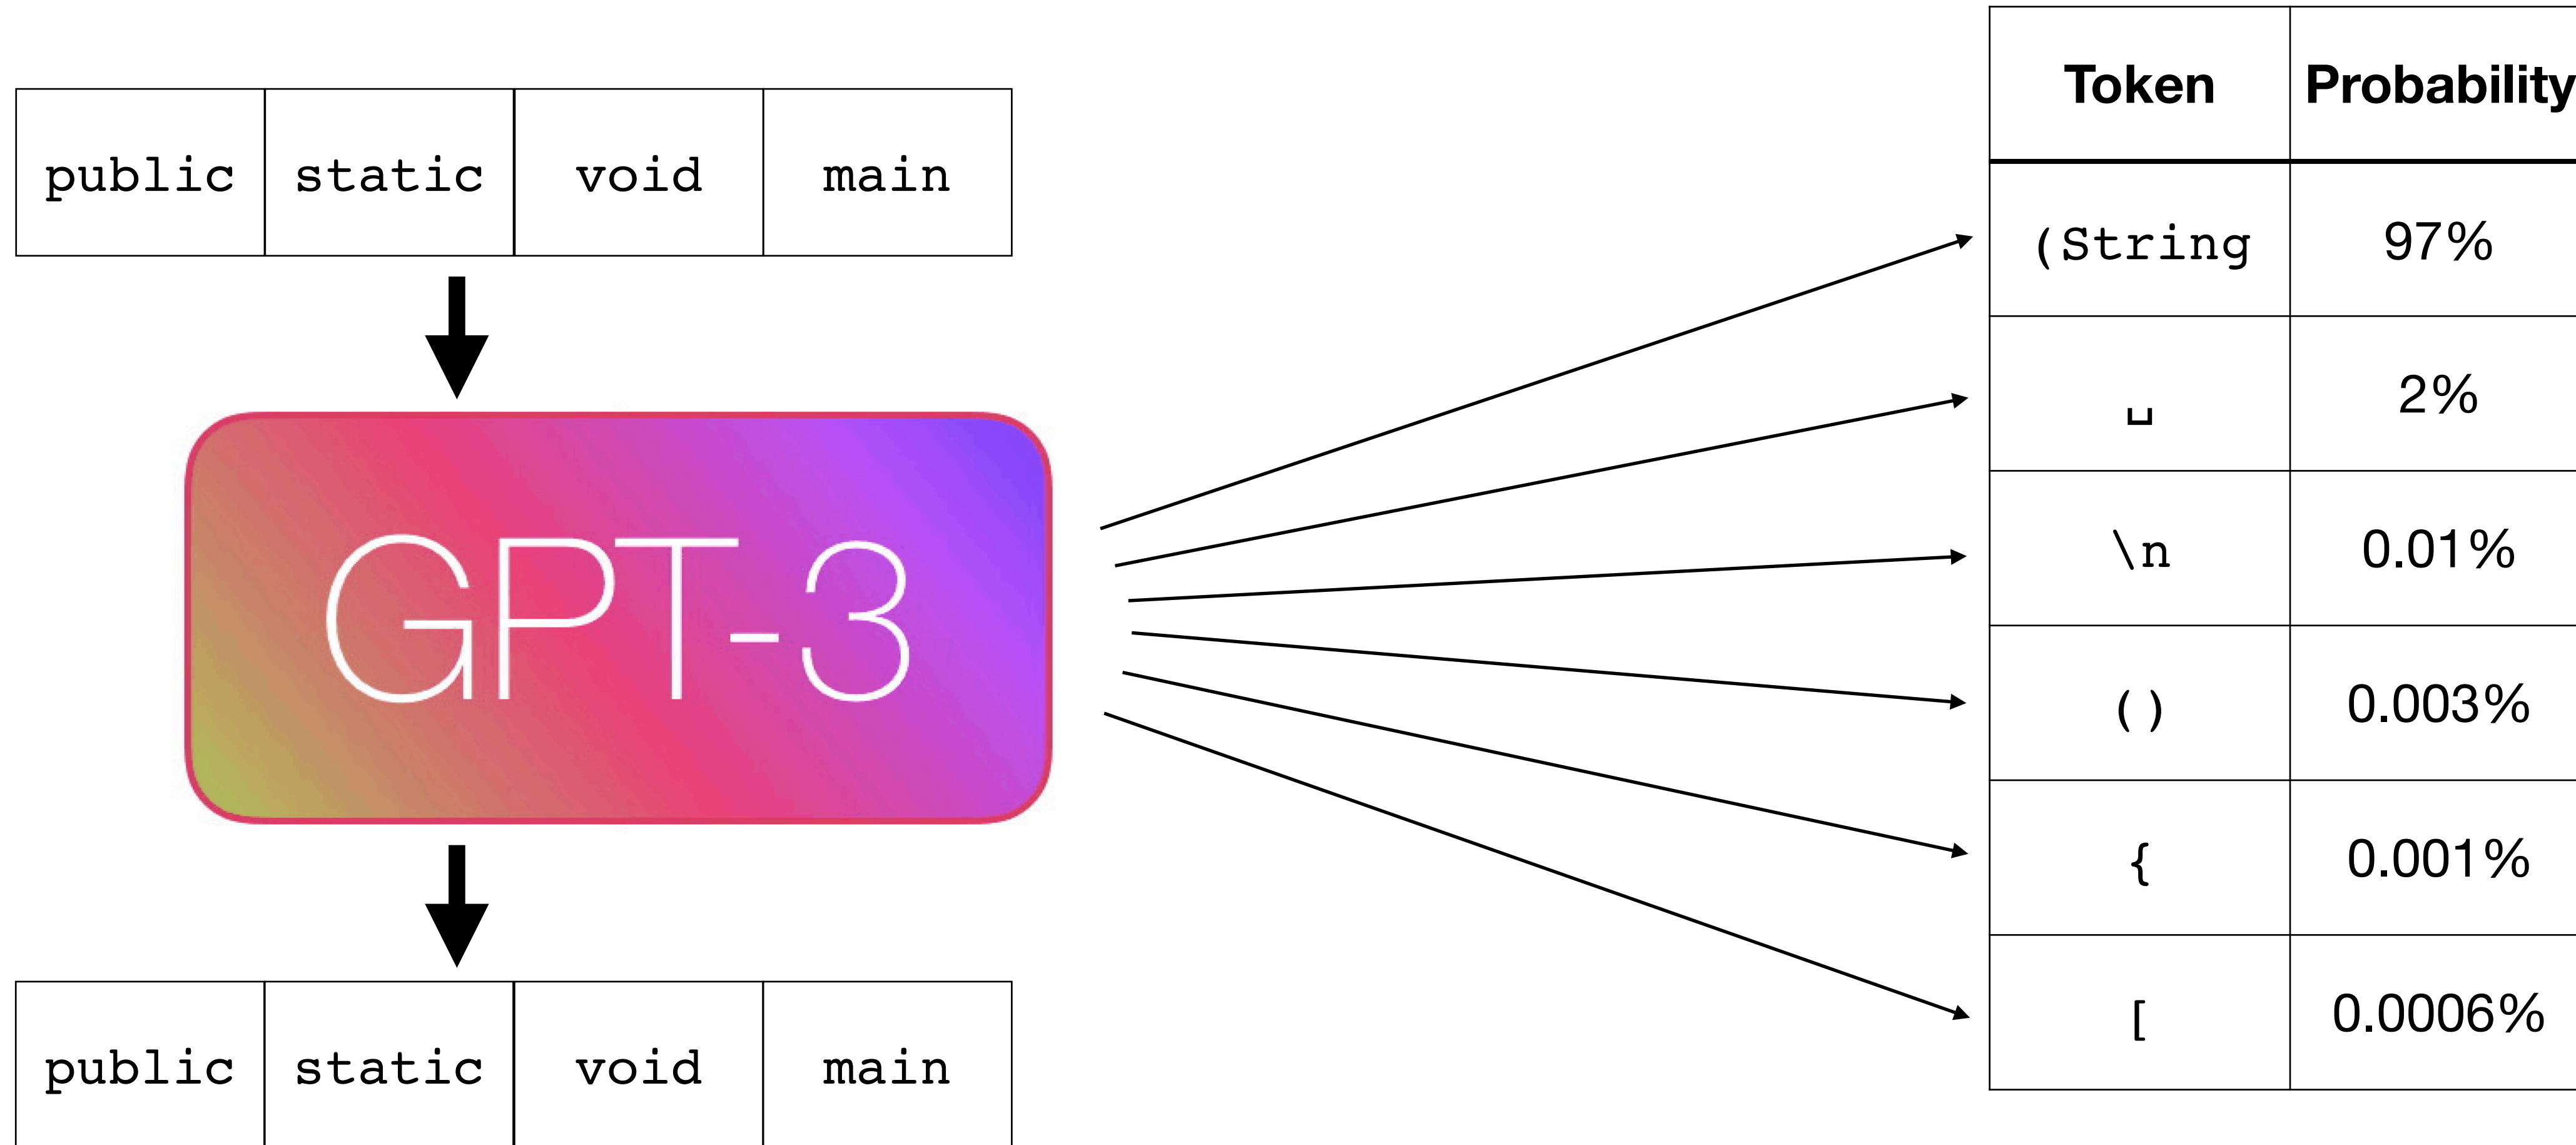 public static void main
GPT-3
public static void main
Token Probability
(String 97%
␣ 2%
\n 0.01%
() 0.003%
{ 0.001%
[ 0.0006%